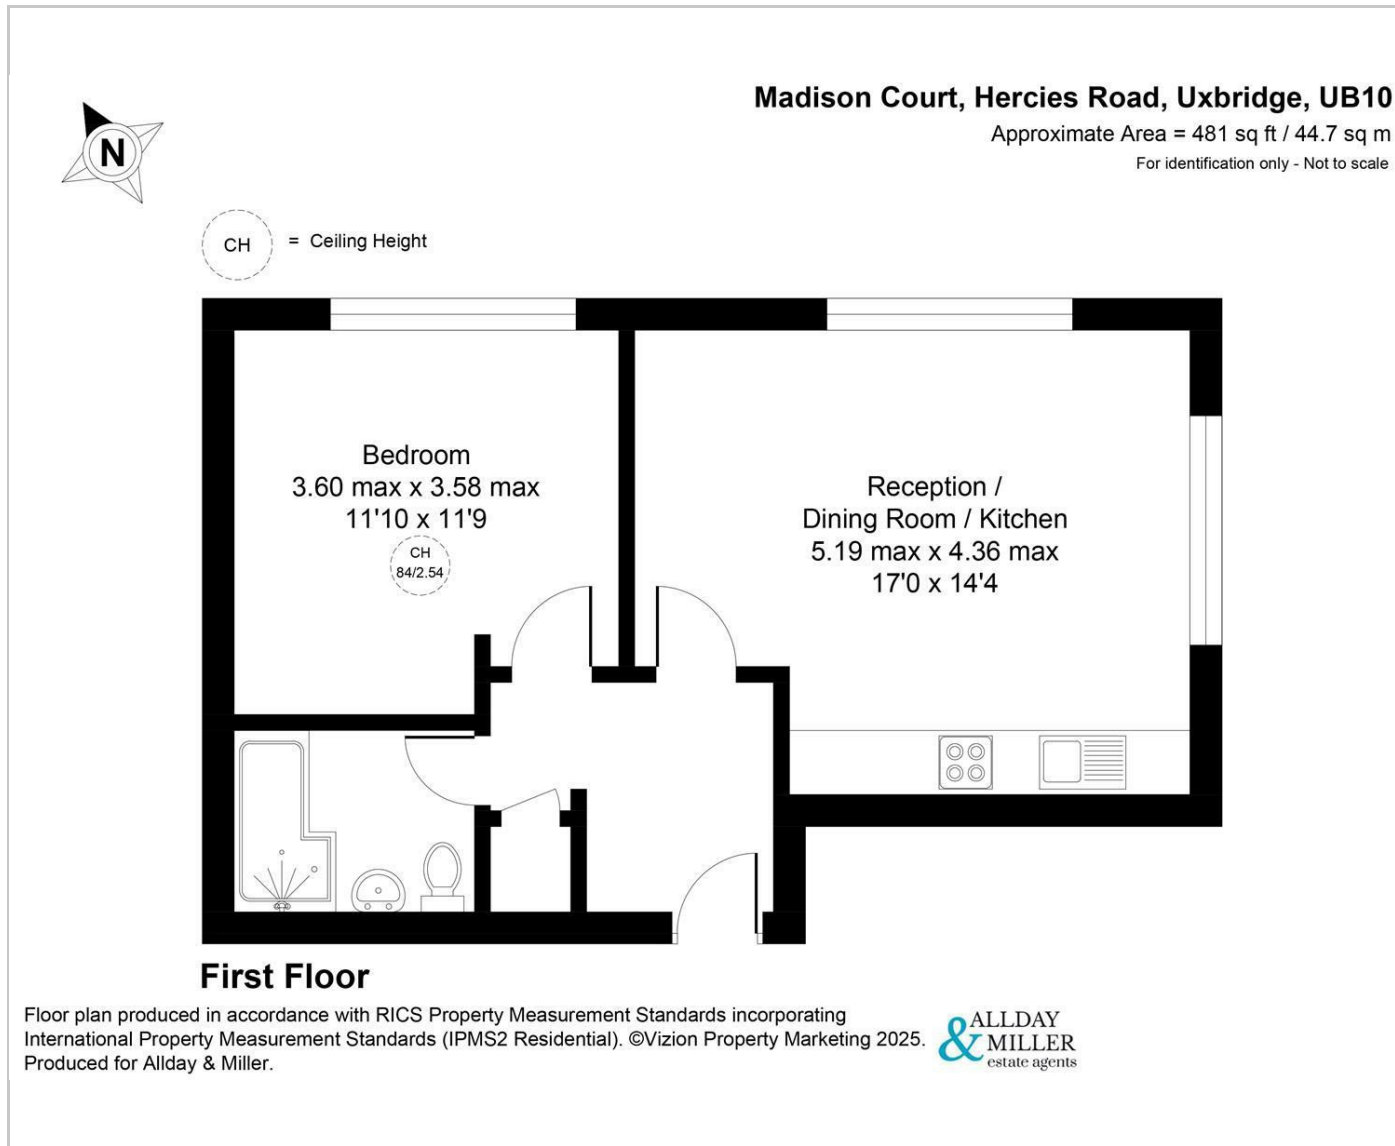 Madison Court, Hercies Road, Uxbridge, UB10
Approximate Area = 481 sq ft / 44.7 sq m
For identification only - Not to scale
N
CH = Ceiling Height
Bedroom
3.60 max x 3.58 max
11'10 x 11'9
CH
84/2.54
Reception /
Dining Room / Kitchen
5.19 max x 4.36 max
17'0 x 14'4
First Floor
Floor plan produced in accordance with RICS Property Measurement Standards incorporating
International Property Measurement Standards (IPMS2 Residential). ©Vizion Property Marketing 2025.
Produced for Allday & Miller.
ALLDAY
& MILLER
estate agents